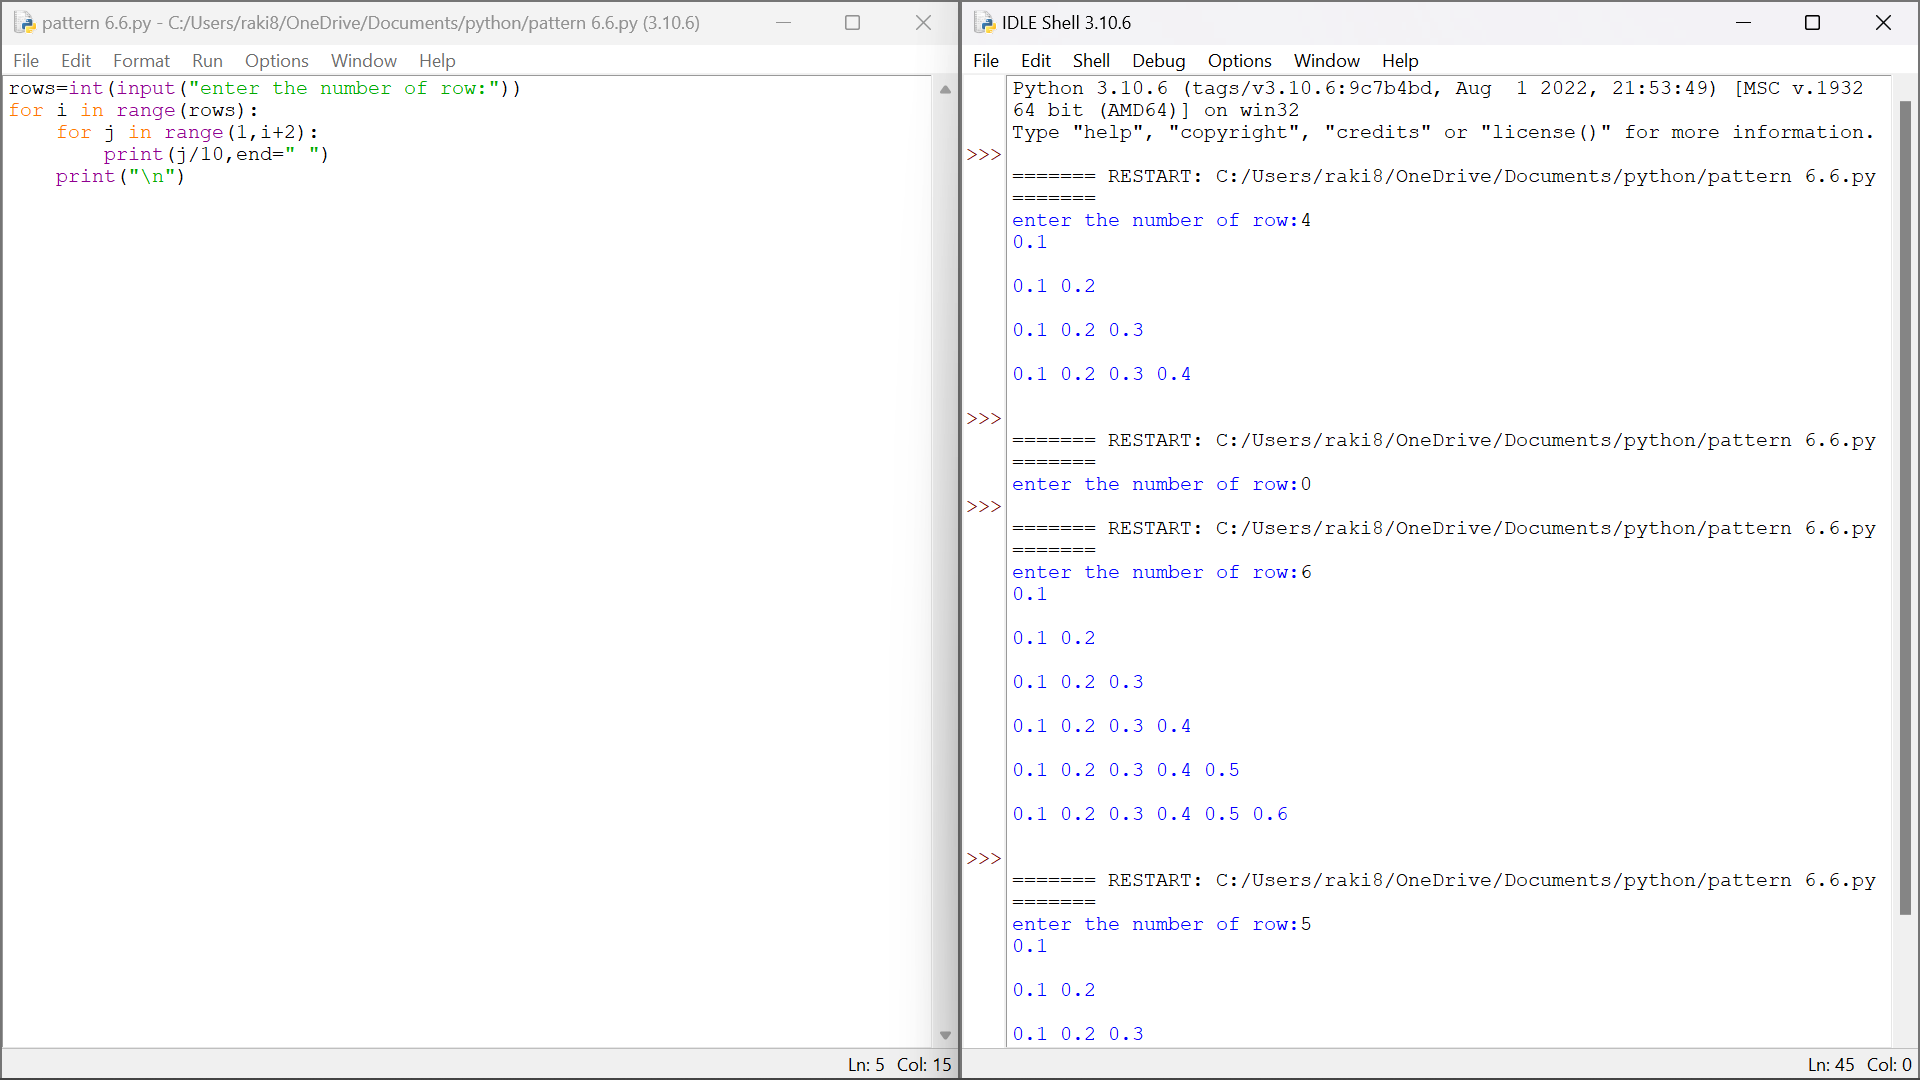 pattern 6.6.py - C:/Users/raki8/OneDrive/Documents/python/pattern 6.6.py (3.10.6)
File Edit Format Run Options Window Help
rows=int(input("enter the number of row:"))
for i in range(rows):
    for j in range(1,i+2):
        print(j/10,end=" ")
    print("\n")
Ln: 5 Col: 15
IDLE Shell 3.10.6
File Edit Shell Debug Options Window Help
Python 3.10.6 (tags/v3.10.6:9c7b4bd, Aug  1 2022, 21:53:49) [MSC v.1932
64 bit (AMD64)] on win32
Type "help", "copyright", "credits" or "license()" for more information.
>>>
======= RESTART: C:/Users/raki8/OneDrive/Documents/python/pattern 6.6.py
=======
enter the number of row:4
0.1
0.1 0.2
0.1 0.2 0.3
0.1 0.2 0.3 0.4
>>>
======= RESTART: C:/Users/raki8/OneDrive/Documents/python/pattern 6.6.py
=======
enter the number of row:0
>>>
======= RESTART: C:/Users/raki8/OneDrive/Documents/python/pattern 6.6.py
=======
enter the number of row:6
0.1
0.1 0.2
0.1 0.2 0.3
0.1 0.2 0.3 0.4
0.1 0.2 0.3 0.4 0.5
0.1 0.2 0.3 0.4 0.5 0.6
>>>
======= RESTART: C:/Users/raki8/OneDrive/Documents/python/pattern 6.6.py
=======
enter the number of row:5
0.1
0.1 0.2
0.1 0.2 0.3
Ln: 45 Col: 0